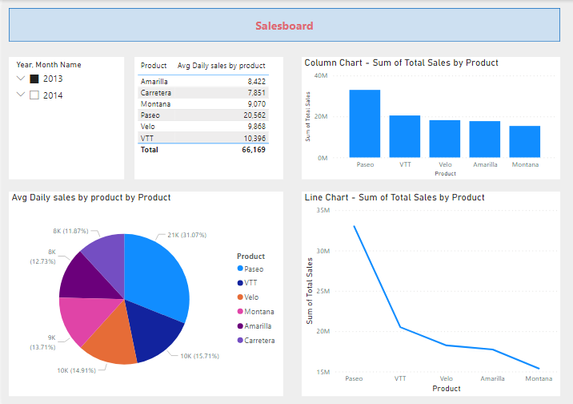 Salesboard
Year, Month Name
2013
2014
Product Avg Daily sales by product
Amarilla 8,422
Carretera 7,851
Montana 9,070
Paseo 20,562
Velo 9,868
VTT 10,396
Total 66,169
Column Chart - Sum of Total Sales by Product
Sum of Total Sales
40M
20M
0M
Paseo VTT Velo Amarilla Montana
Product
Avg Daily sales by product by Product
21K (31.07%)
10K (15.71%)
10K (14.91%)
9K
(13.71%)
8K
(12.73%)
8K (11.87%)
Product
Paseo
VTT
Velo
Montana
Amarilla
Carretera
Line Chart - Sum of Total Sales by Product
Sum of Total Sales
35M
30M
25M
20M
15M
Paseo VTT Velo Amarilla Montana
Product